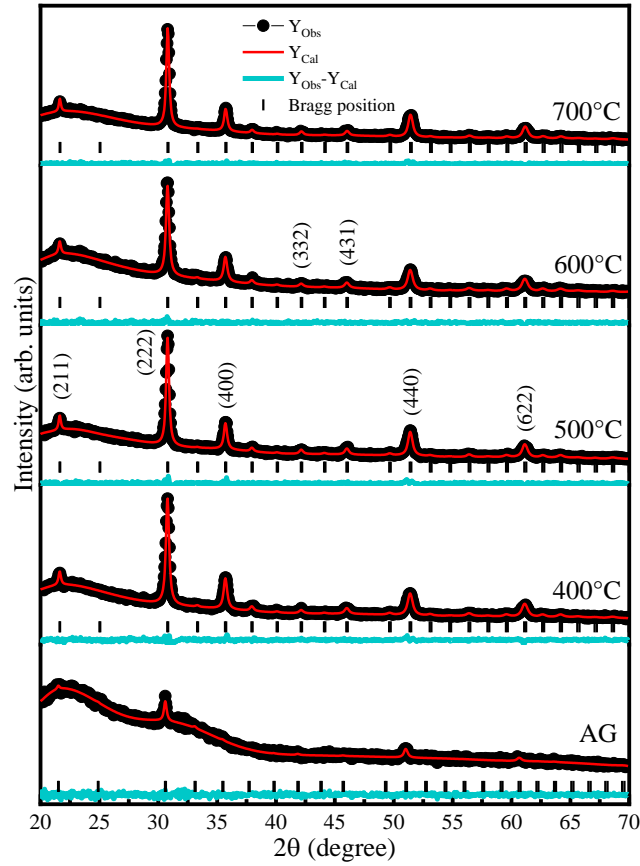 Y_Obs
Y_Cal
Y_Obs-Y_Cal
Bragg position
700°C
(332)
(431)
600°C
(211)
(222)
(400)
(440)
(622)
500°C
400°C
AG
Intensity (arb. units)
20 25 30 35 40 45 50 55 60 65 70
2θ (degree)